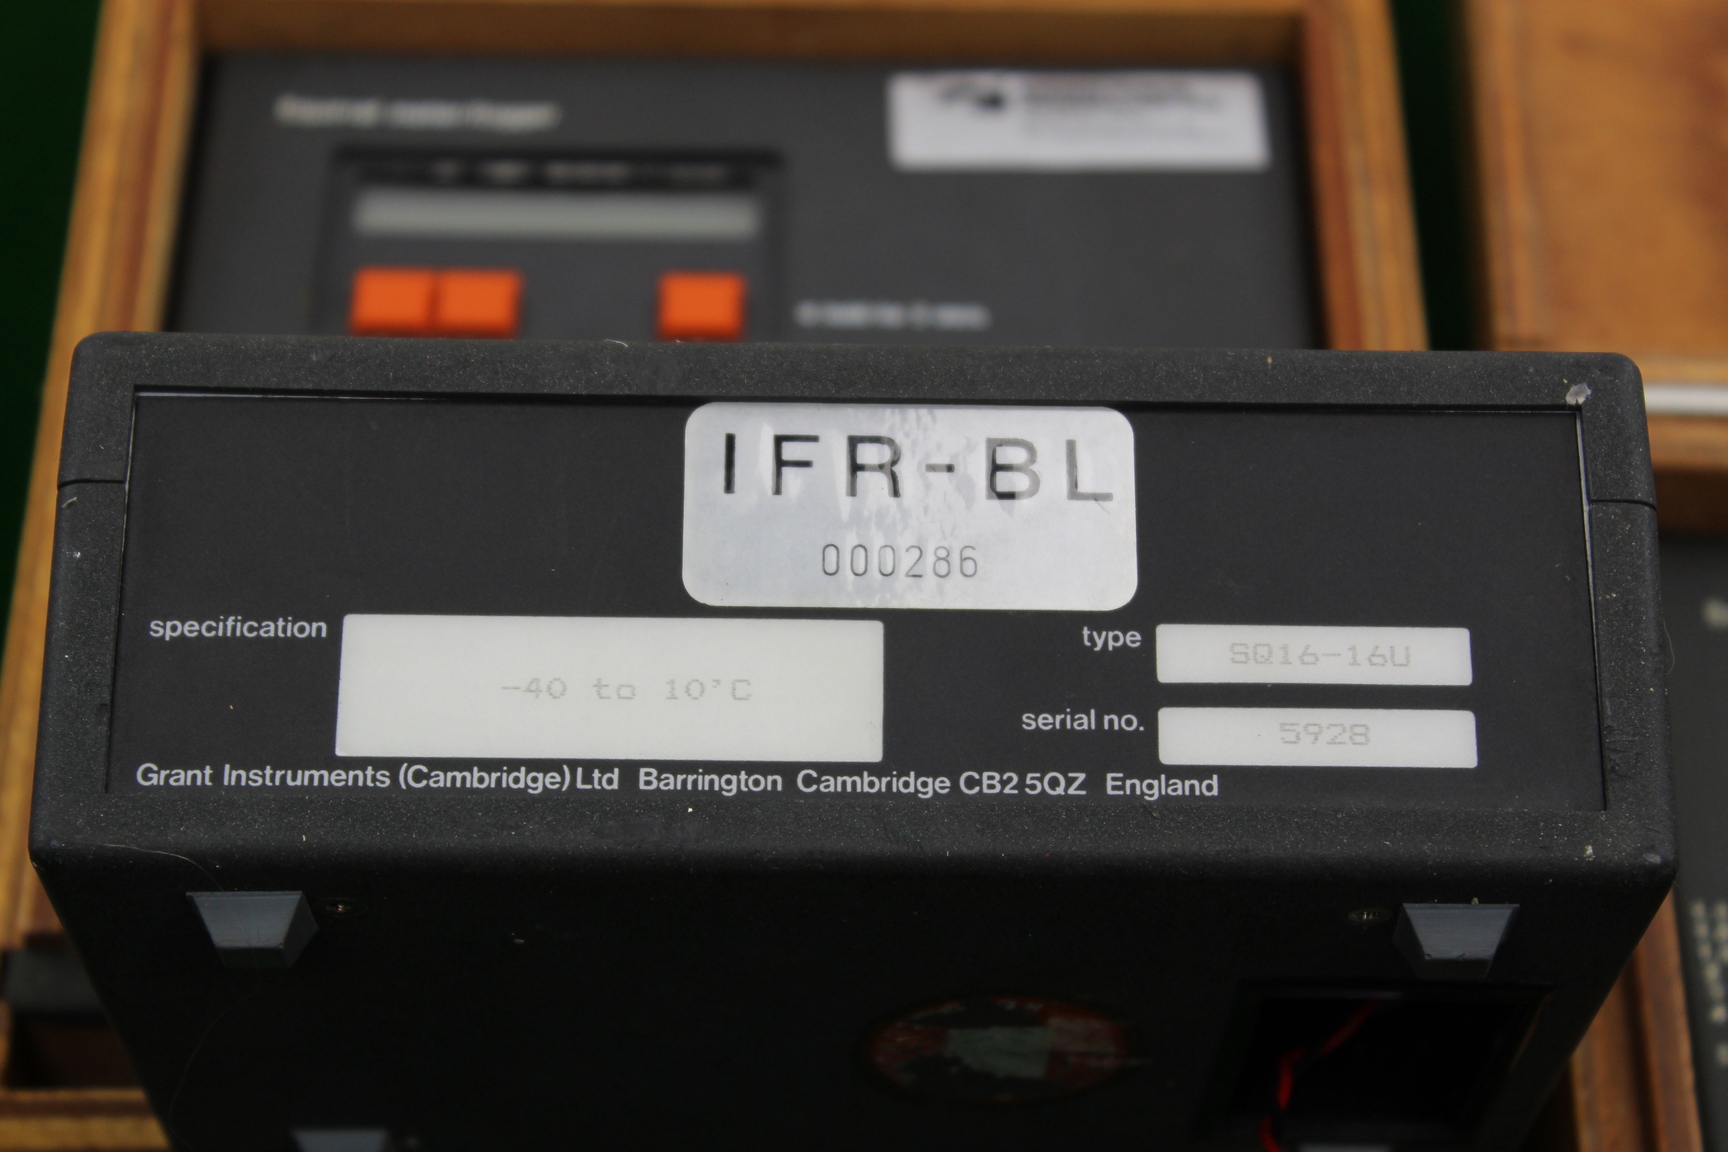 IFR-BL
000286
specification
-40 to 10°C
type
SQ16-16U
serial no.
5928
Grant Instruments (Cambridge) Ltd Barrington Cambridge CB2 5QZ England